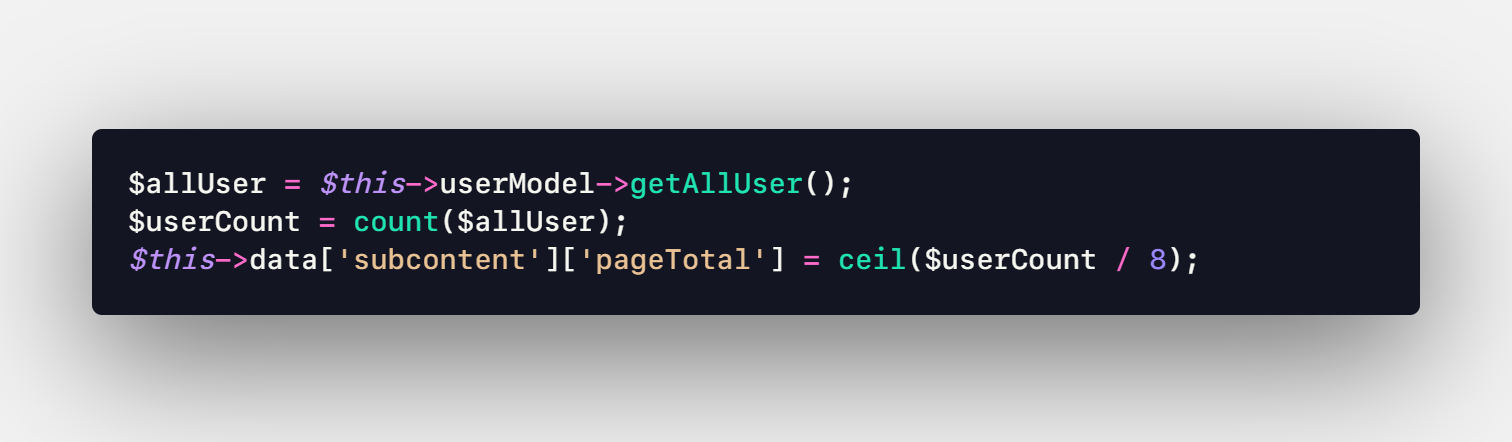 $allUser = $this->userModel->getAllUser();
$userCount = count($allUser);
$this->data['subcontent']['pageTotal'] = ceil($userCount / 8);